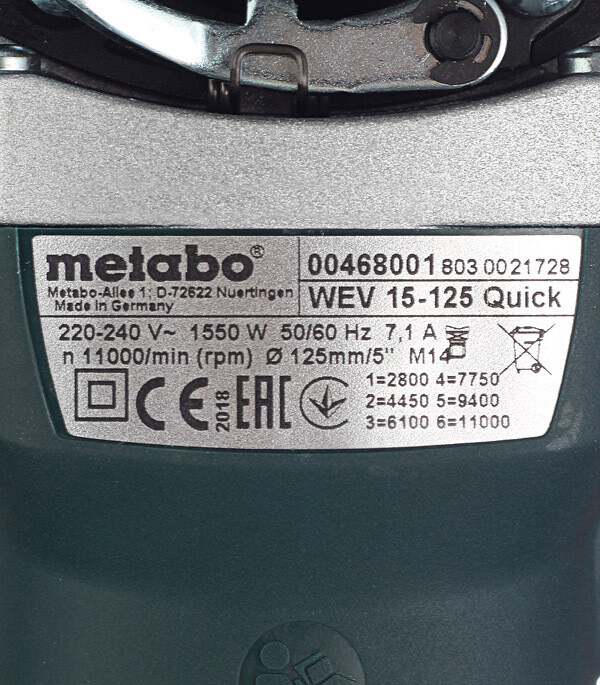 metabo®
Metabo-Allee 1; D-72622 Nuertingen
Made in Germany
00468001 803 0021728
WEV 15-125 Quick
220-240 V~ 1550 W 50/60 Hz 7,1 A
n 11000/min (rpm) Ø 125mm/5" M14
CE
2018
EAC
1=2800 4=7750
2=4450 5=9400
3=6100 6=11000